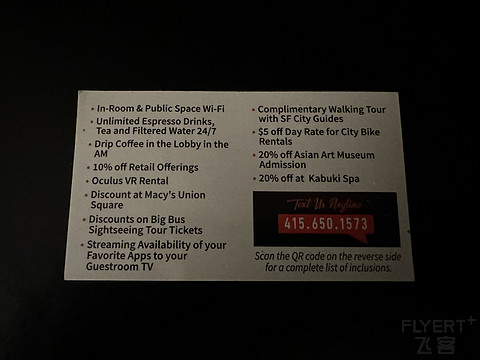 • In-Room & Public Space Wi-Fi
• Unlimited Espresso Drinks,
Tea and Filtered Water 24/7
• Drip Coffee in the Lobby in the
AM
• 10% off Retail Offerings
• Oculus VR Rental
• Discount at Macy's Union
Square
• Discounts on Big Bus
Sightseeing Tour Tickets
• Streaming Availability of your
Favorite Apps to your
Guestroom TV
• Complimentary Walking Tour
with SF City Guides
• $5 off Day Rate for City Bike
Rentals
• 20% off Asian Art Museum
Admission
• 20% off at Kabuki Spa
Text Us Anytime
415.650.1573
Scan the QR code on the reverse side
for a complete list of inclusions.
FLYERT+
飞客